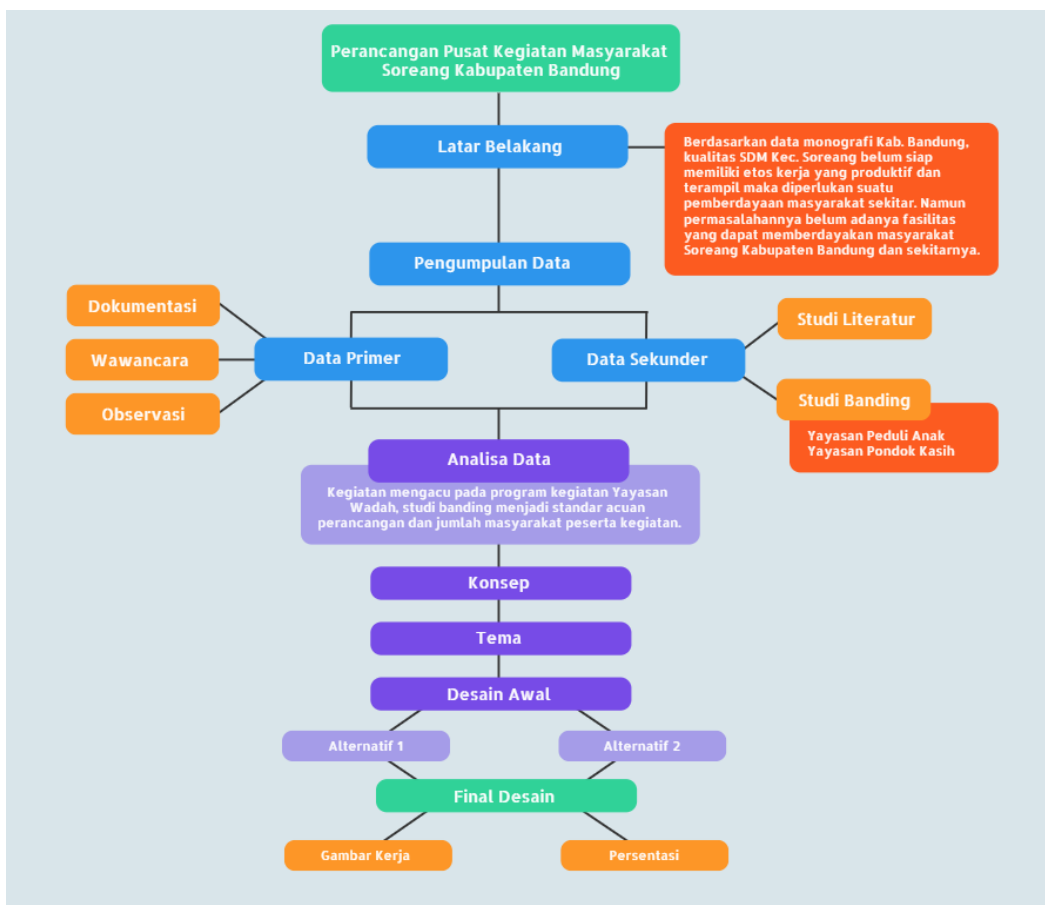 Perancangan Pusat Kegiatan Masyarakat
Soreang Kabupaten Bandung
Latar Belakang
Berdasarkan data monografi Kab. Bandung,
kualitas SDM Kec. Soreang belum siap
memiliki etos kerja yang produktif dan
terampil maka diperlukan suatu
pemberdayaan masyarakat sekitar. Namun
permasalahannya belum adanya fasilitas
yang dapat memberdayakan masyarakat
Soreang Kabupaten Bandung dan sekitarnya.
Pengumpulan Data
Dokumentasi
Wawancara
Observasi
Data Primer
Data Sekunder
Studi Literatur
Studi Banding
Yayasan Peduli Anak
Yayasan Pondok Kasih
Analisa Data
Kegiatan mengacu pada program kegiatan Yayasan
Wadah, studi banding menjadi standar acuan
perancangan dan jumlah masyarakat peserta kegiatan.
Konsep
Tema
Desain Awal
Alternatif 1
Alternatif 2
Final Desain
Gambar Kerja
Persentasi